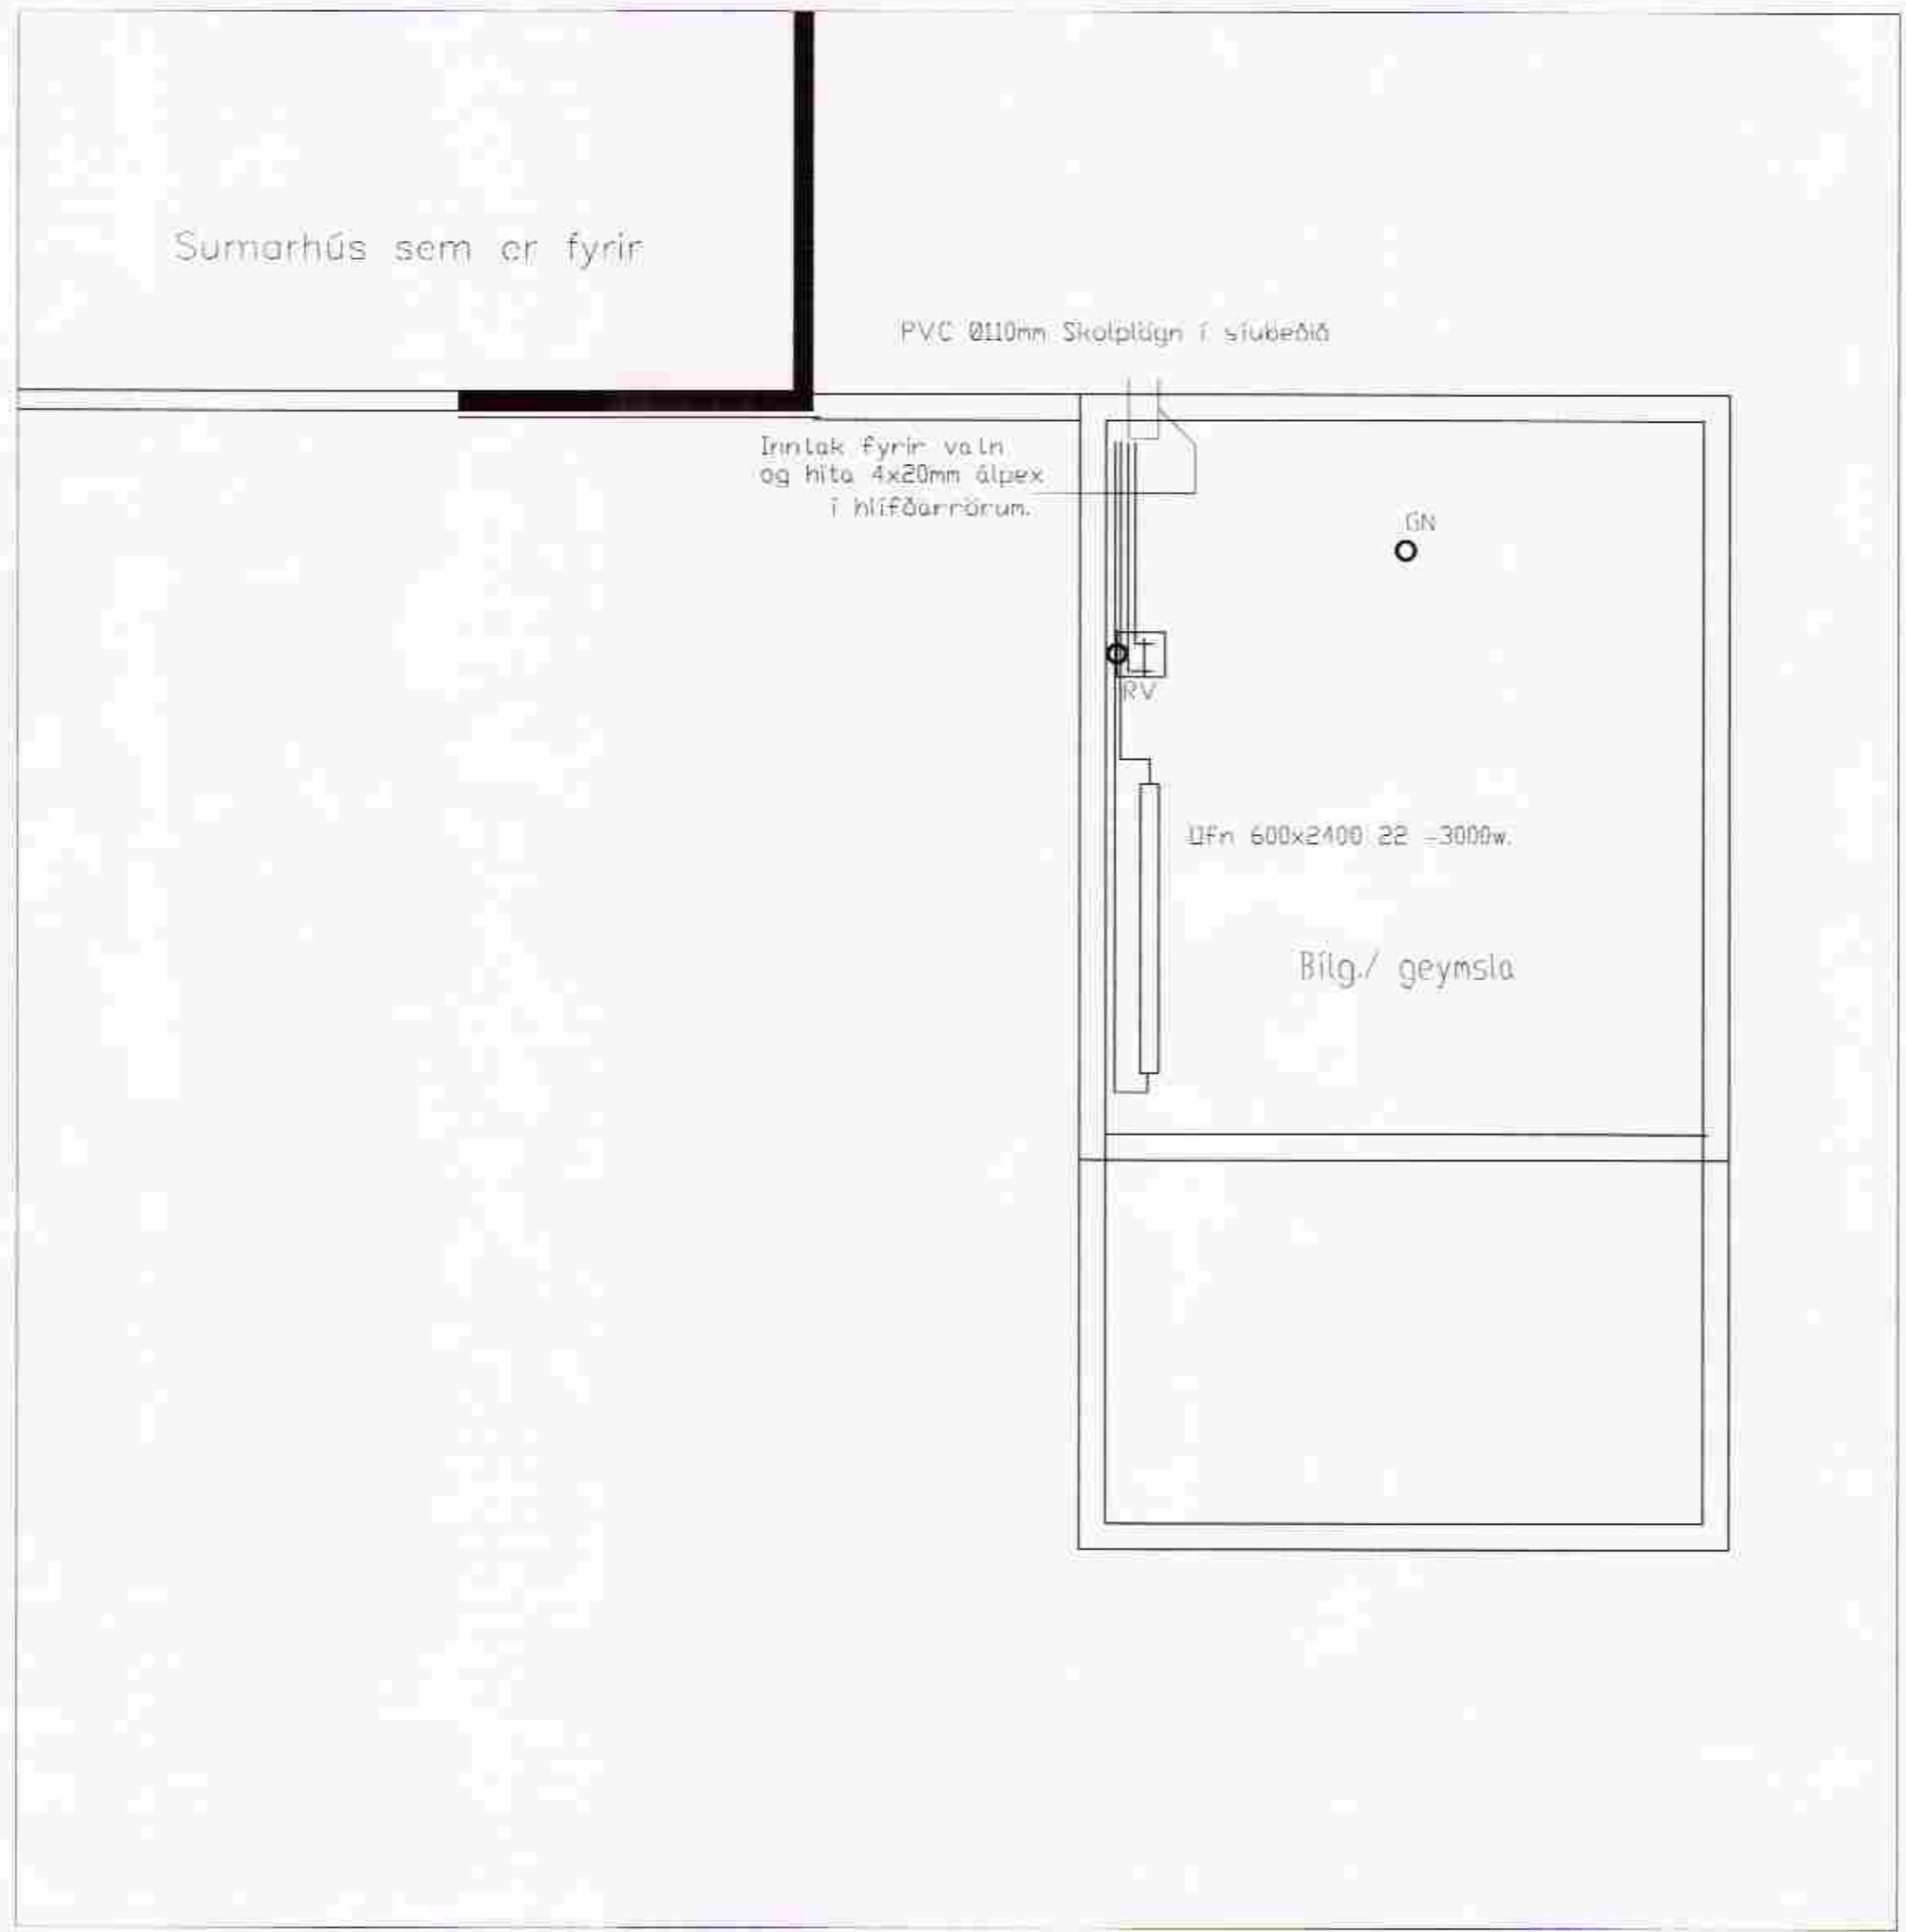 Sumarhús sem er fyrir
PVC Ø110mm Skolplögn í síubeðið
Inntak fyrir vatn
og hita 4x20mm álpex
í hlífðarrörum.
GN
RV
Ofn 600x2400 22 -3000w.
Bílg./ geymsla